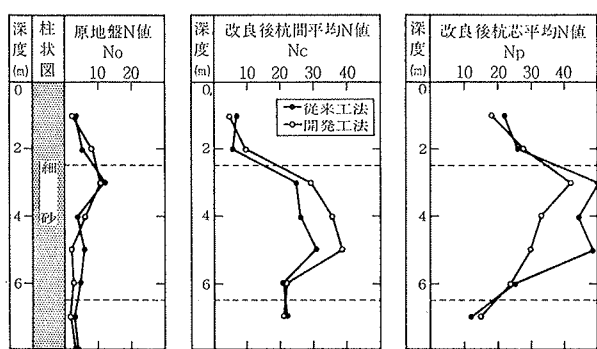 深度(m)
柱状図
原地盤N値
No
10 20
0
2
4
6
細砂
深度(m)
改良後杭間平均N値
Nc
10 20 30 40
0
2
4
6
従来工法
開発工法
深度(m)
改良後杭芯平均N値
Np
10 20 30 40 50
0
2
4
6